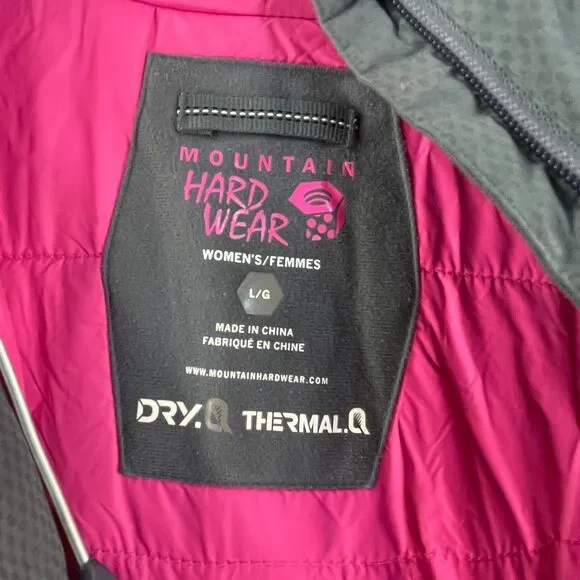 MOUNTAIN
HARD
WEAR
WOMEN'S/FEMMES
L/G
MADE IN CHINA
FABRIQUÉ EN CHINE
WWW.MOUNTAINHARDWEAR.COM
DRY.Q THERMAL.Q